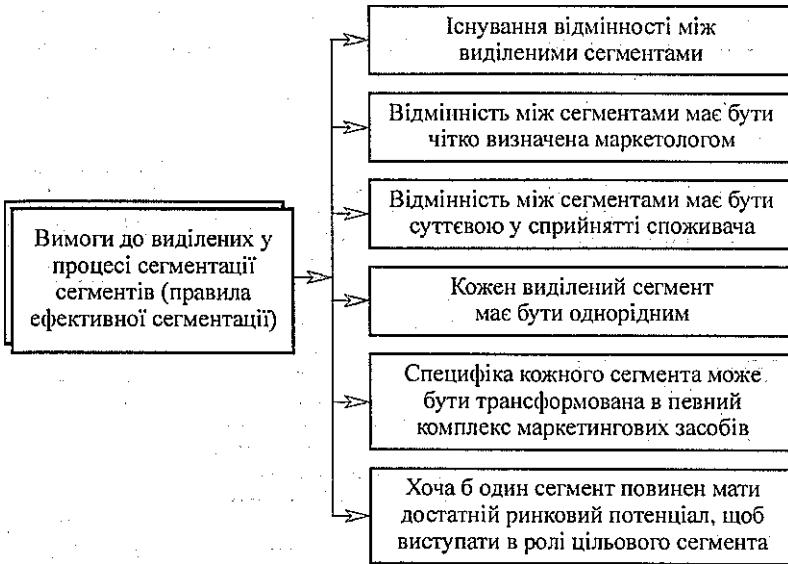 Існування відмінності між
виділеними сегментами
Відмінність між сегментами має бути
чітко визначена маркетологом
Відмінність між сегментами має бути
суттєвою у сприйнятті споживача
Вимоги до виділених у
процесі сегментації
сегментів (правила
ефективної сегментації)
Кожен виділений сегмент
має бути однорідним
Специфіка кожного сегмента може
бути трансформована в певний
комплекс маркетингових засобів
Хоча б один сегмент повинен мати
достатній ринковий потенціал, щоб
виступати в ролі цільового сегмента